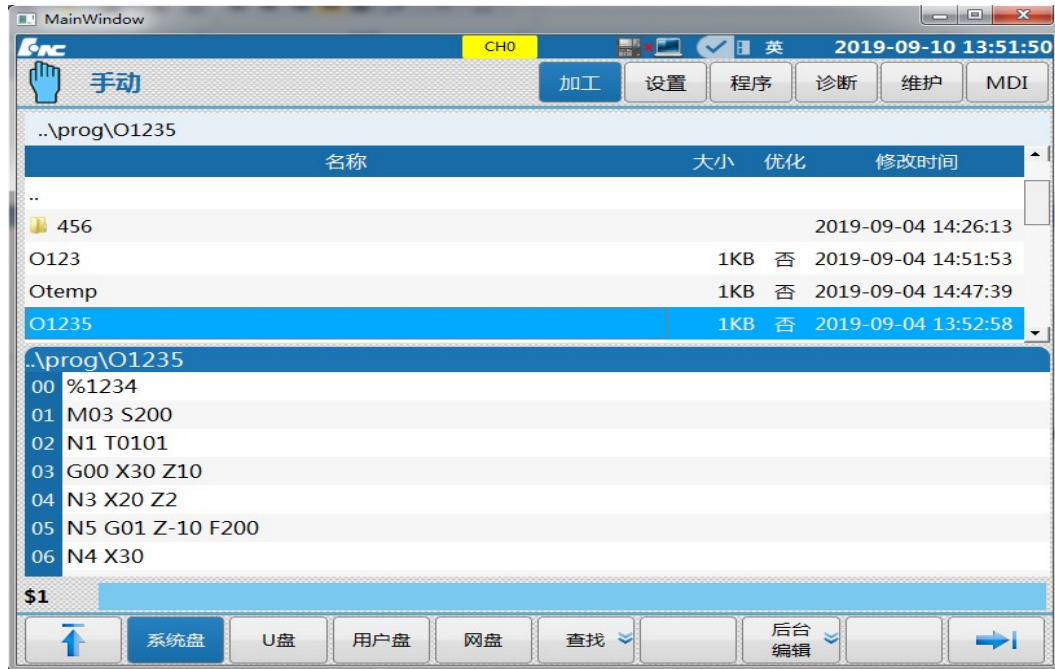 MainWindow
CH0 英 2019-09-10 13:51:50
手动 加工 设置 程序 诊断 维护 MDI
..\prog\O1235
名称 大小 优化 修改时间
..
456 2019-09-04 14:26:13
O123 1KB 否 2019-09-04 14:51:53
Otemp 1KB 否 2019-09-04 14:47:39
O1235 1KB 否 2019-09-04 13:52:58
..\prog\O1235
00 %1234
01 M03 S200
02 N1 T0101
03 G00 X30 Z10
04 N3 X20 Z2
05 N5 G01 Z-10 F200
06 N4 X30
$1
系统盘 U盘 用户盘 网盘 查找 后台
编辑